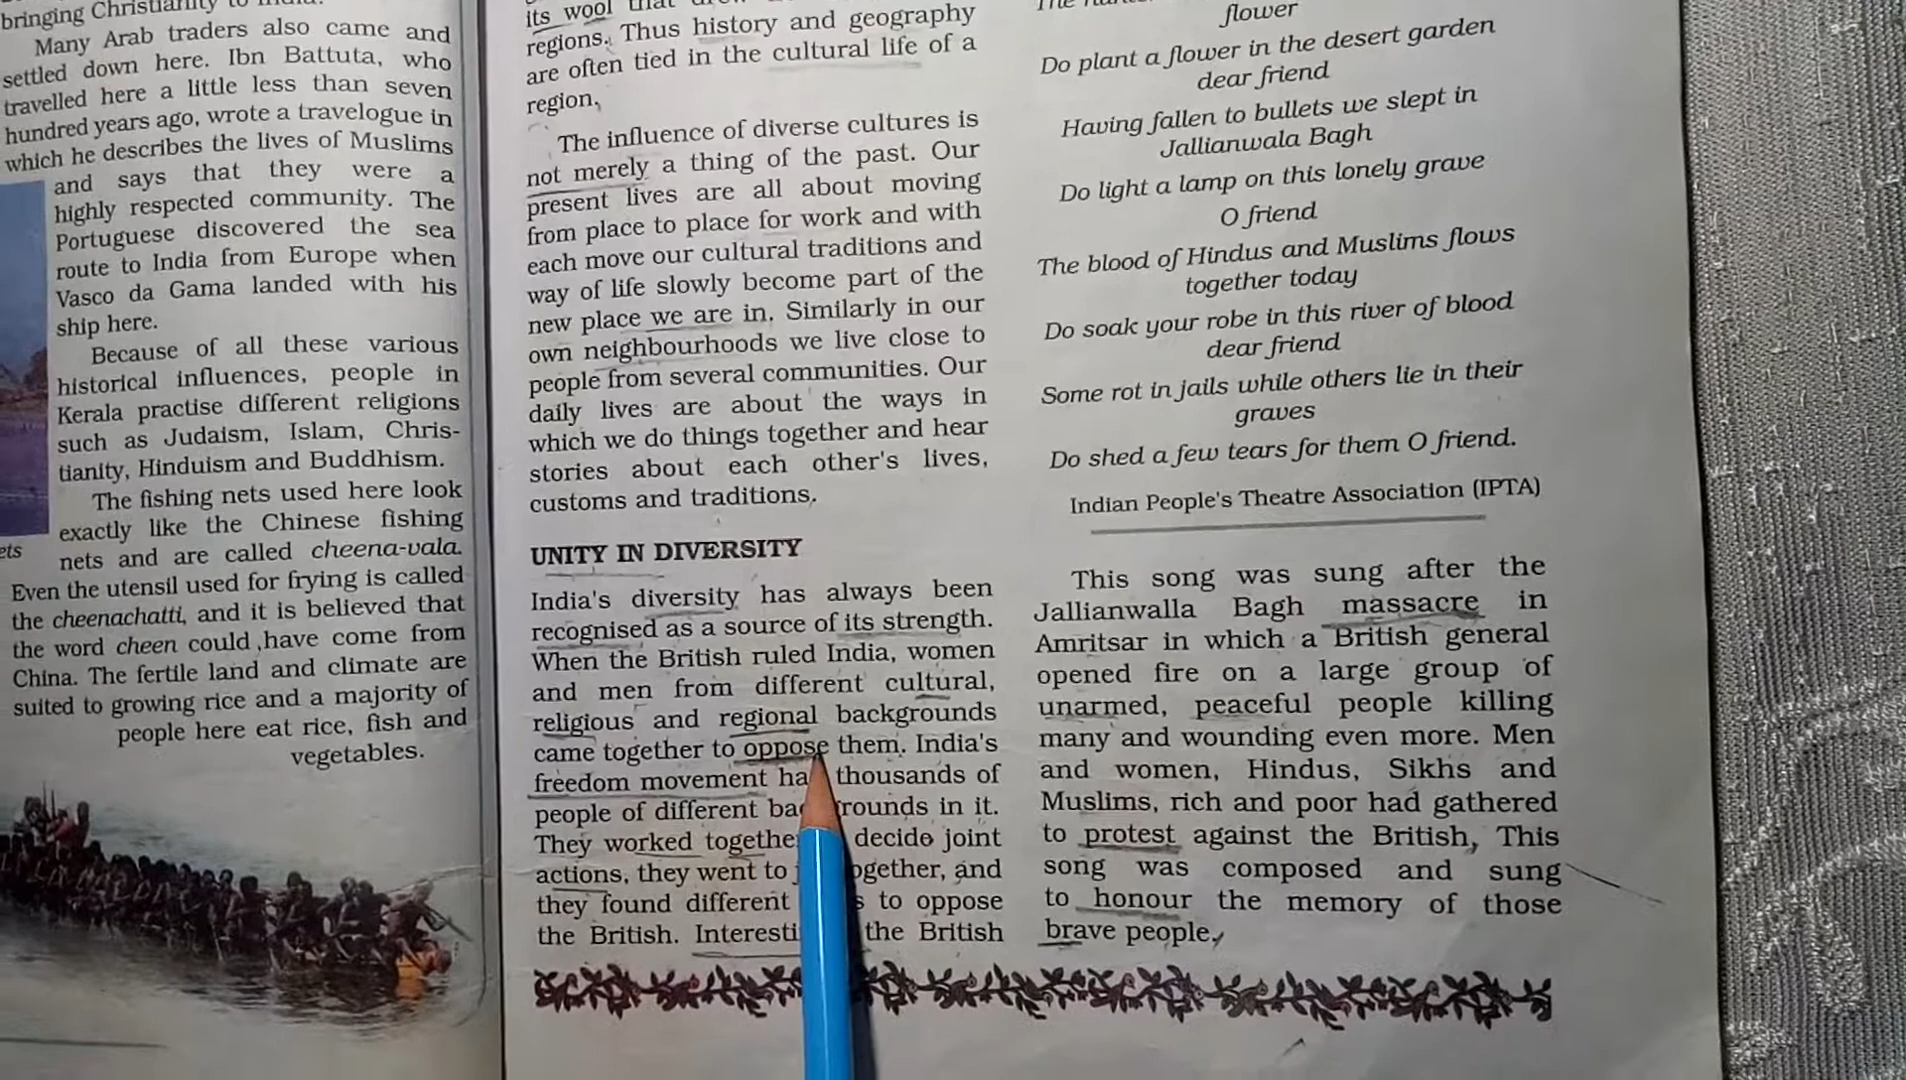 bringing Christianity to India.
Many Arab traders also came and
settled down here. Ibn Battuta, who
travelled here a little less than seven
hundred years ago, wrote a travelogue in
which he describes the lives of Muslims
and says that they were a
highly respected community. The
Portuguese discovered the sea
route to India from Europe when
Vasco da Gama landed with his
ship here.
Because of all these various
historical influences, people in
Kerala practise different religions
such as Judaism, Islam, Chris-
tianity, Hinduism and Buddhism.
The fishing nets used here look
exactly like the Chinese fishing
nets and are called cheena-vala.
Even the utensil used for frying is called
the cheenachatti, and it is believed that
the word cheen could have come from
China. The fertile land and climate are
suited to growing rice and a majority of
people here eat rice, fish and
vegetables.
its wool that
regions. Thus history and geography
are often tied in the cultural life of a
region.
The influence of diverse cultures is
not merely a thing of the past. Our
present lives are all about moving
from place to place for work and with
each move our cultural traditions and
way of life slowly become part of the
new place we are in. Similarly in our
own neighbourhoods we live close to
people from several communities. Our
daily lives are about the ways in
which we do things together and hear
stories about each other's lives,
customs and traditions.
UNITY IN DIVERSITY
India's diversity has always been
recognised as a source of its strength.
When the British ruled India, women
and men from different cultural,
religious and regional backgrounds
came together to oppose them. India's
freedom movement ha thousands of
people of different ba grounds in it.
They worked togethe decide joint
actions, they went to ogether, and
they found different s to oppose
the British. Interesti the British
flower
Do plant a flower in the desert garden
dear friend
Having fallen to bullets we slept in
Jallianwala Bagh
Do light a lamp on this lonely grave
O friend
The blood of Hindus and Muslims flows
together today
Do soak your robe in this river of blood
dear friend
Some rot in jails while others lie in their
graves
Do shed a few tears for them O friend.
Indian People's Theatre Association (IPTA)
This song was sung after the
Jallianwalla Bagh massacre in
Amritsar in which a British general
opened fire on a large group of
unarmed, peaceful people killing
many and wounding even more. Men
and women, Hindus, Sikhs and
Muslims, rich and poor had gathered
to protest against the British. This
song was composed and sung
to honour the memory of those
brave people.